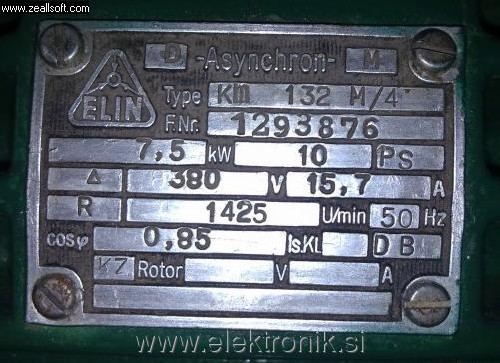 www.zeallsoft.com
D -Asynchron- M
ELIN
Type Km 132 M/4
F.Nr. 1293876
7,5 kW 10 PS
Δ 380 V 15,7 A
R 1425 U/min 50 Hz
cosφ 0,85 Is.Kl. DB
KZ Rotor V A
www.elektronik.si